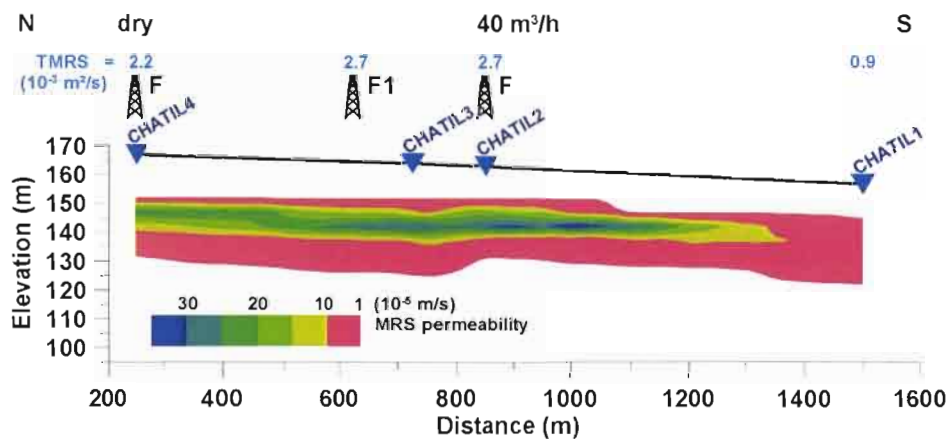 N dry 40 m³/h S
TMRS = 2.2 2.7 2.7 0.9
(10⁻³ m²/s) F F1 F
CHATIL4 CHATIL3 CHATIL2 CHATIL1
170
160
150
140
130
120
110
100
Elevation (m)
30 20 10 1 (10⁻⁵ m/s)
MRS permeability
200 400 600 800 1000 1200 1400 1600
Distance (m)